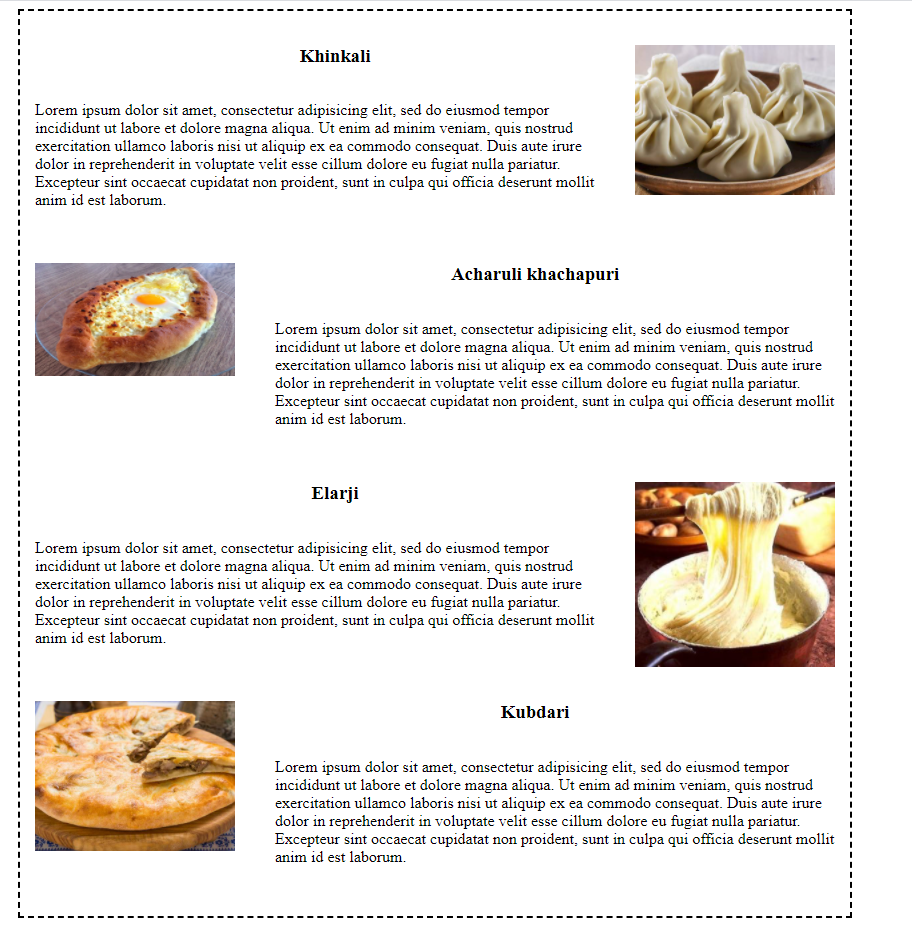 Khinkali
Lorem ipsum dolor sit amet, consectetur adipisicing elit, sed do eiusmod tempor
incididunt ut labore et dolore magna aliqua. Ut enim ad minim veniam, quis nostrud
exercitation ullamco laboris nisi ut aliquip ex ea commodo consequat. Duis aute irure
dolor in reprehenderit in voluptate velit esse cillum dolore eu fugiat nulla pariatur.
Excepteur sint occaecat cupidatat non proident, sunt in culpa qui officia deserunt mollit
anim id est laborum.
Acharuli khachapuri
Lorem ipsum dolor sit amet, consectetur adipisicing elit, sed do eiusmod tempor
incididunt ut labore et dolore magna aliqua. Ut enim ad minim veniam, quis nostrud
exercitation ullamco laboris nisi ut aliquip ex ea commodo consequat. Duis aute irure
dolor in reprehenderit in voluptate velit esse cillum dolore eu fugiat nulla pariatur.
Excepteur sint occaecat cupidatat non proident, sunt in culpa qui officia deserunt mollit
anim id est laborum.
Elarji
Lorem ipsum dolor sit amet, consectetur adipisicing elit, sed do eiusmod tempor
incididunt ut labore et dolore magna aliqua. Ut enim ad minim veniam, quis nostrud
exercitation ullamco laboris nisi ut aliquip ex ea commodo consequat. Duis aute irure
dolor in reprehenderit in voluptate velit esse cillum dolore eu fugiat nulla pariatur.
Excepteur sint occaecat cupidatat non proident, sunt in culpa qui officia deserunt mollit
anim id est laborum.
Kubdari
Lorem ipsum dolor sit amet, consectetur adipisicing elit, sed do eiusmod tempor
incididunt ut labore et dolore magna aliqua. Ut enim ad minim veniam, quis nostrud
exercitation ullamco laboris nisi ut aliquip ex ea commodo consequat. Duis aute irure
dolor in reprehenderit in voluptate velit esse cillum dolore eu fugiat nulla pariatur.
Excepteur sint occaecat cupidatat non proident, sunt in culpa qui officia deserunt mollit
anim id est laborum.